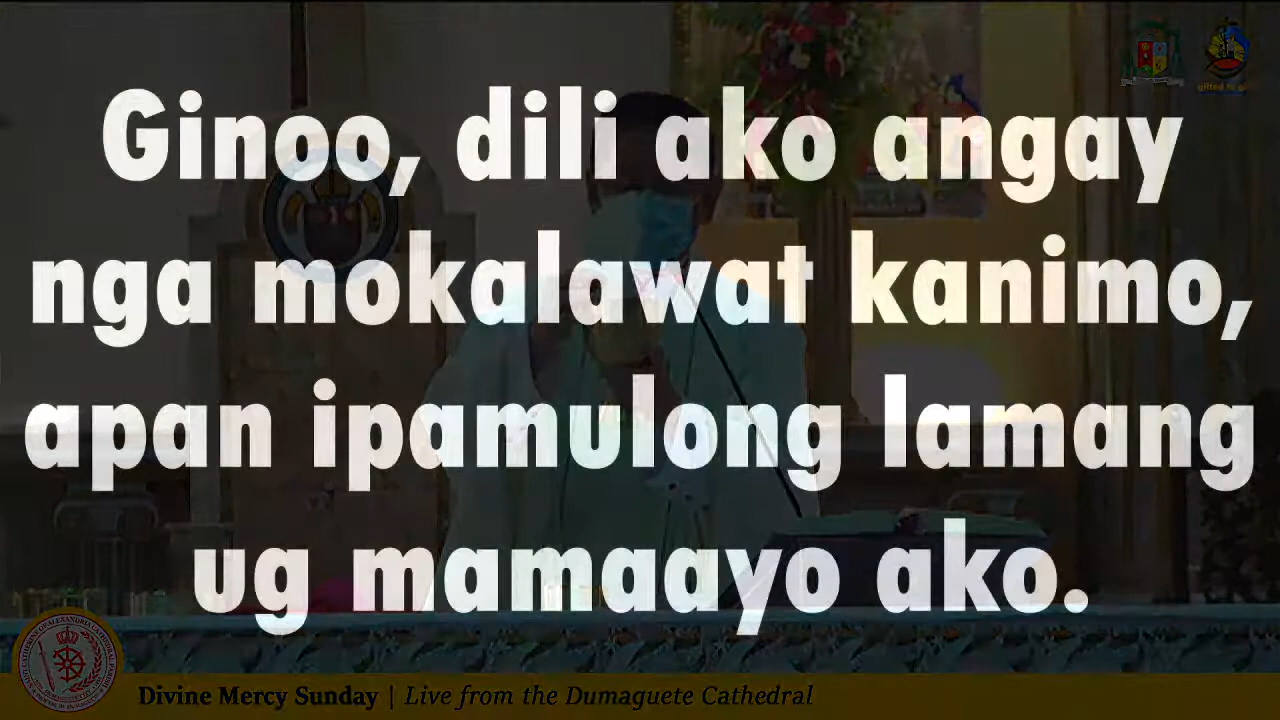 Ginoo, dili ako angay
nga mokalawat kanimo,
apan ipamulong lamang
ug mamaayo ako.
Divine Mercy Sunday | Live from the Dumaguete Cathedral